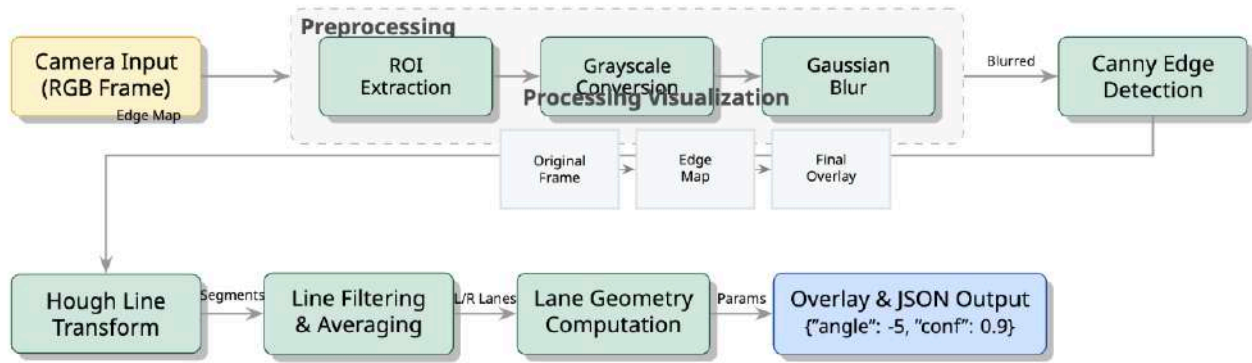 Preprocessing
Camera Input
(RGB Frame)
Edge Map
ROI
Extraction
Grayscale
Conversion
Gaussian
Blur
Processing Visualization
Blurred
Canny Edge
Detection
Original
Frame
Edge
Map
Final
Overlay
Hough Line
Transform
Segments
Line Filtering
& Averaging
L/R Lanes
Lane Geometry
Computation
Params
Overlay & JSON Output
{"angle": -5, "conf": 0.9}